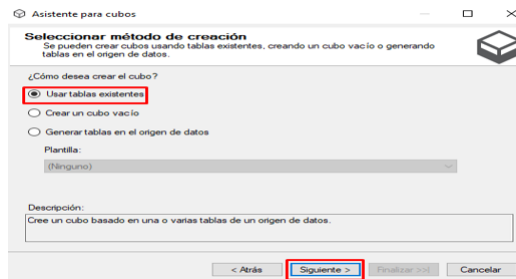 Asistente para cubos
Seleccionar método de creación
Se pueden crear cubos usando tablas existentes, creando un cubo vacío o generando
tablas en el origen de datos.
¿Cómo desea crear el cubo?
Usar tablas existentes
Crear un cubo vacío
Generar tablas en el origen de datos
Plantilla:
(Ninguno)
Descripción:
Cree un cubo basado en una o varias tablas de un origen de datos.
< Atrás
Siguiente >
Finalizar >>|
Cancelar